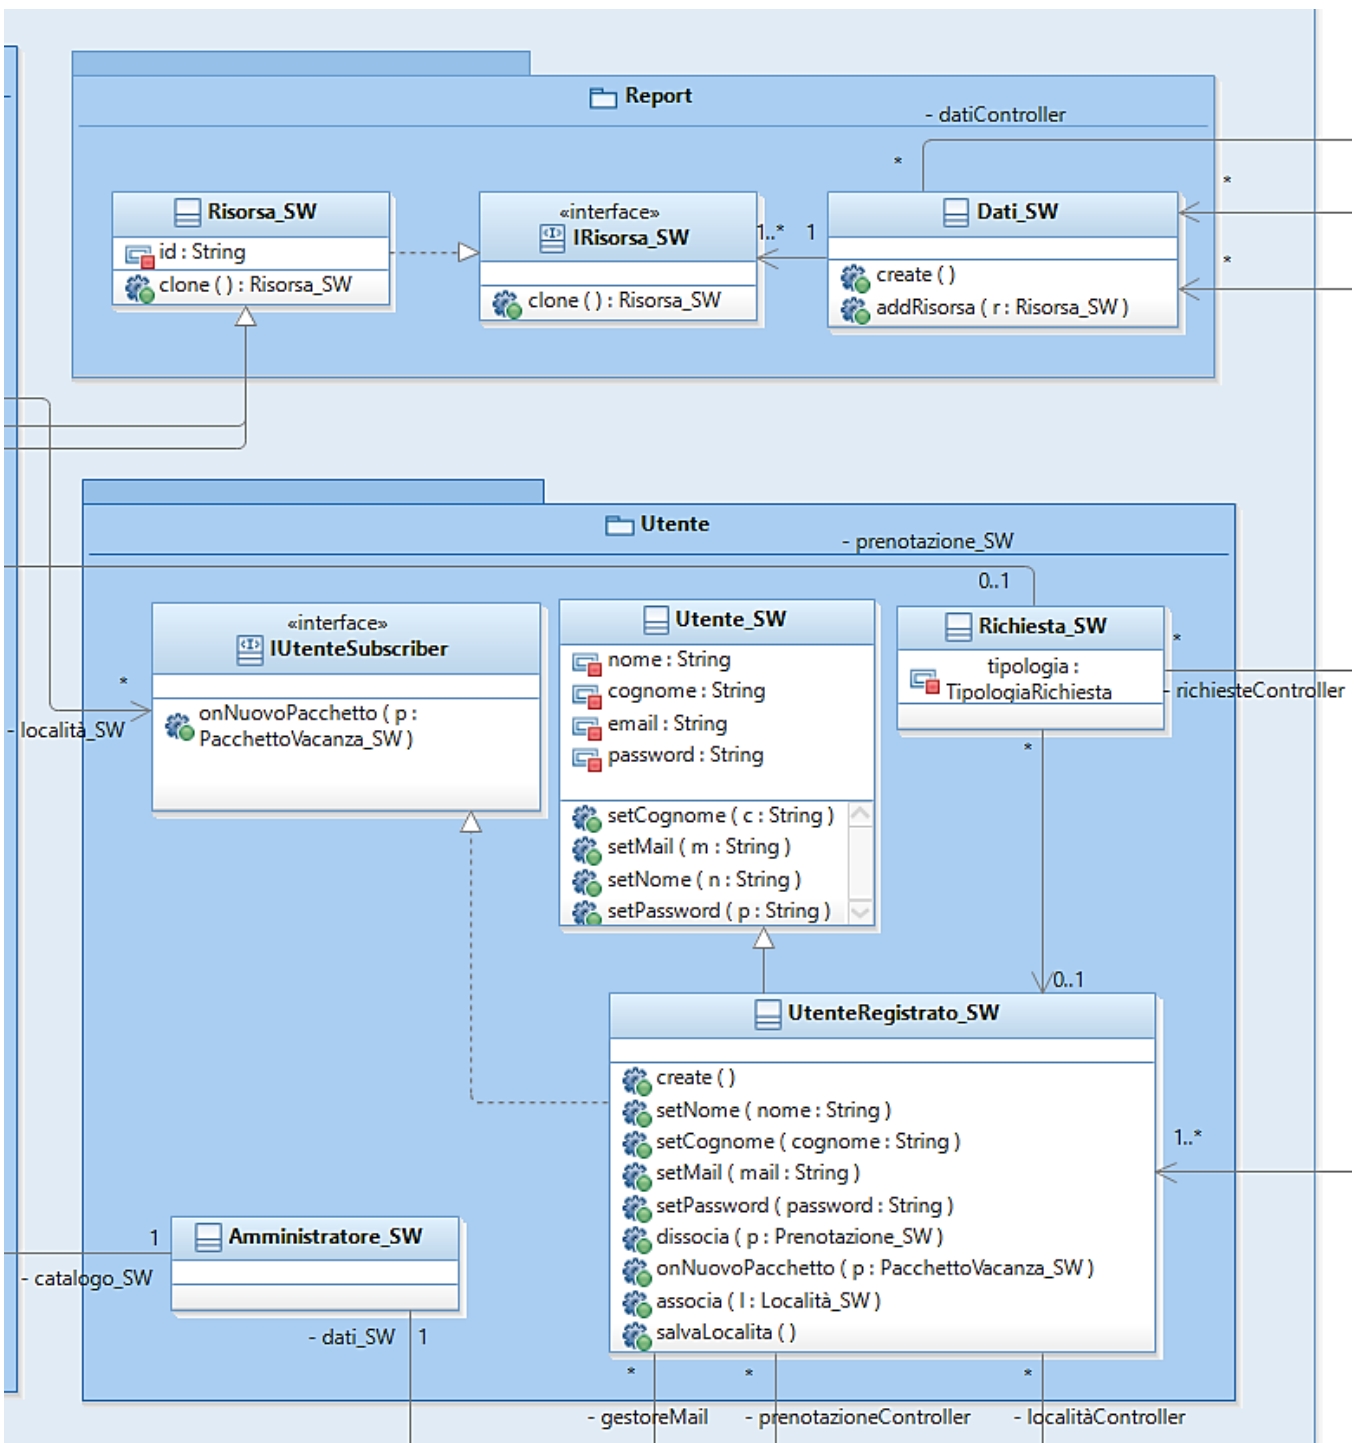 Report
- datiController
*
*
Risorsa_SW
id : String
clone ( ) : Risorsa_SW
«interface»
IRisorsa_SW
clone ( ) : Risorsa_SW
1..*
1
Dati_SW
create ( )
addRisorsa ( r : Risorsa_SW )
*
Utente
- prenotazione_SW
0..1
«interface»
IUtenteSubscriber
onNuovoPacchetto ( p :
PacchettoVacanza_SW )
*
- località_SW
Utente_SW
nome : String
cognome : String
email : String
password : String
setCognome ( c : String )
setMail ( m : String )
setNome ( n : String )
setPassword ( p : String )
Richiesta_SW
tipologia :
TipologiaRichiesta
*
- richiesteController
*
0..1
UtenteRegistrato_SW
create ( )
setNome ( nome : String )
setCognome ( cognome : String )
setMail ( mail : String )
setPassword ( password : String )
dissocia ( p : Prenotazione_SW )
onNuovoPacchetto ( p : PacchettoVacanza_SW )
associa ( l : Località_SW )
salvaLocalita ( )
1..*
Amministratore_SW
1
- catalogo_SW
- dati_SW
1
*
*
*
- gestoreMail
- prenotazioneController
- localitàController